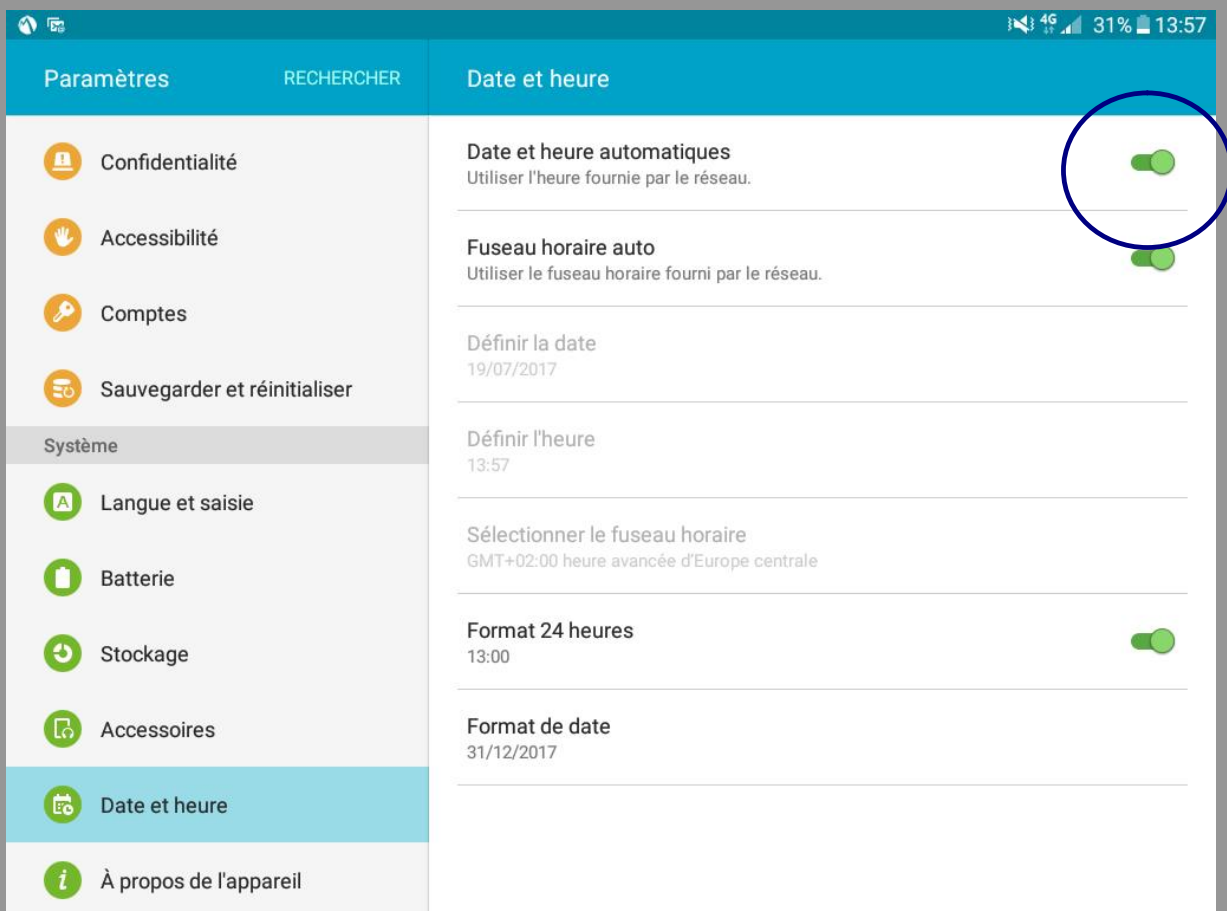 4G 31% 13:57
Paramètres RECHERCHER
Confidentialité
Accessibilité
Comptes
Sauvegarder et réinitialiser
Système
Langue et saisie
Batterie
Stockage
Accessoires
Date et heure
À propos de l'appareil
Date et heure
Date et heure automatiques
Utiliser l'heure fournie par le réseau.
Fuseau horaire auto
Utiliser le fuseau horaire fourni par le réseau.
Définir la date
19/07/2017
Définir l'heure
13:57
Sélectionner le fuseau horaire
GMT+02:00 heure avancée d'Europe centrale
Format 24 heures
13:00
Format de date
31/12/2017